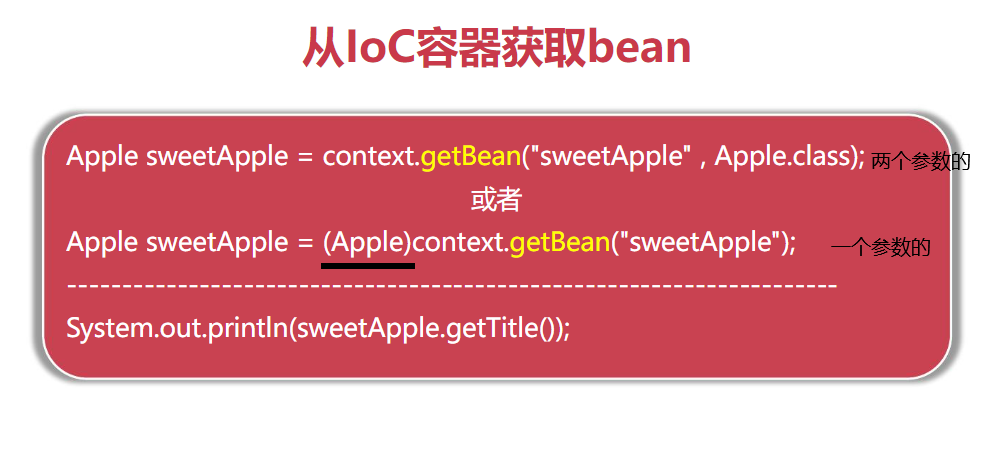 从IoC容器获取bean
Apple sweetApple = context.getBean("sweetApple" , Apple.class); 两个参数的
或者
Apple sweetApple = (Apple)context.getBean("sweetApple"); 一个参数的
----------------------------------------------------------------------
System.out.println(sweetApple.getTitle());